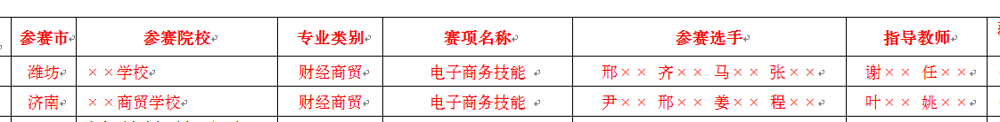 参赛市 参赛院校 专业类别 赛项名称 参赛选手 指导教师
潍坊 ××学校 财经商贸 电子商务技能 邢×× 齐×× 马×× 张×× 谢×× 任××
济南 ××商贸学校 财经商贸 电子商务技能 尹×× 邢×× 姜×× 程×× 叶×× 姚××